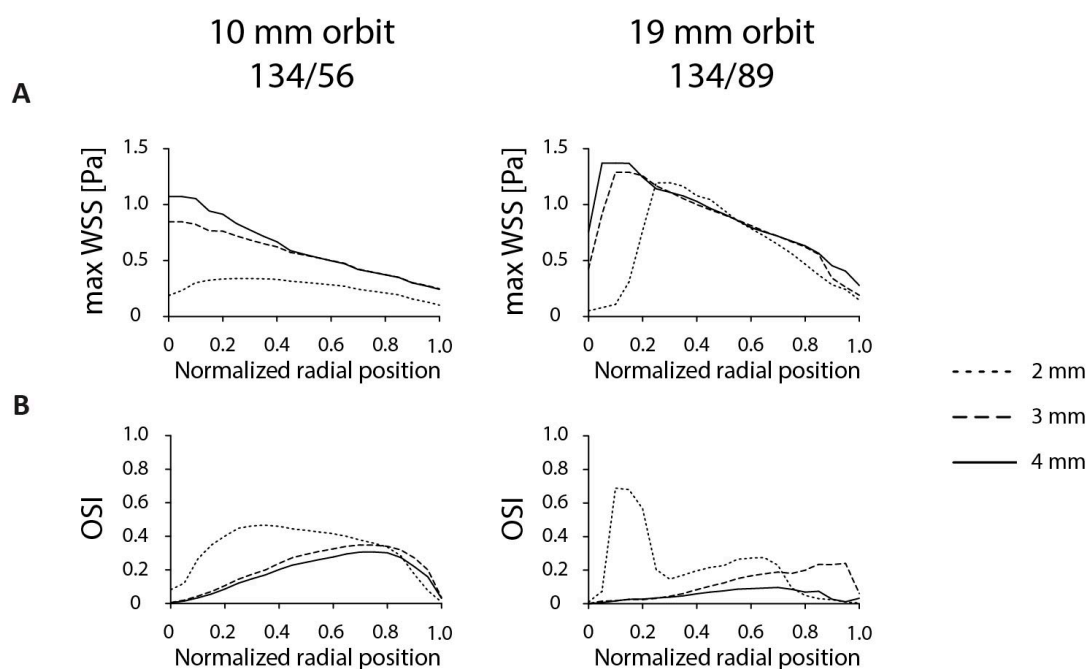 10 mm orbit
134/56
19 mm orbit
134/89
A
max WSS [Pa]
1.5
1.0
0.5
0
0 0.2 0.4 0.6 0.8 1.0
Normalized radial position
max WSS [Pa]
1.5
1.0
0.5
0
0 0.2 0.4 0.6 0.8 1.0
Normalized radial position
2 mm
3 mm
4 mm
B
OSI
1.0
0.8
0.6
0.4
0.2
0
0 0.2 0.4 0.6 0.8 1.0
Normalized radial position
OSI
1.0
0.8
0.6
0.4
0.2
0
0 0.2 0.4 0.6 0.8 1.0
Normalized radial position